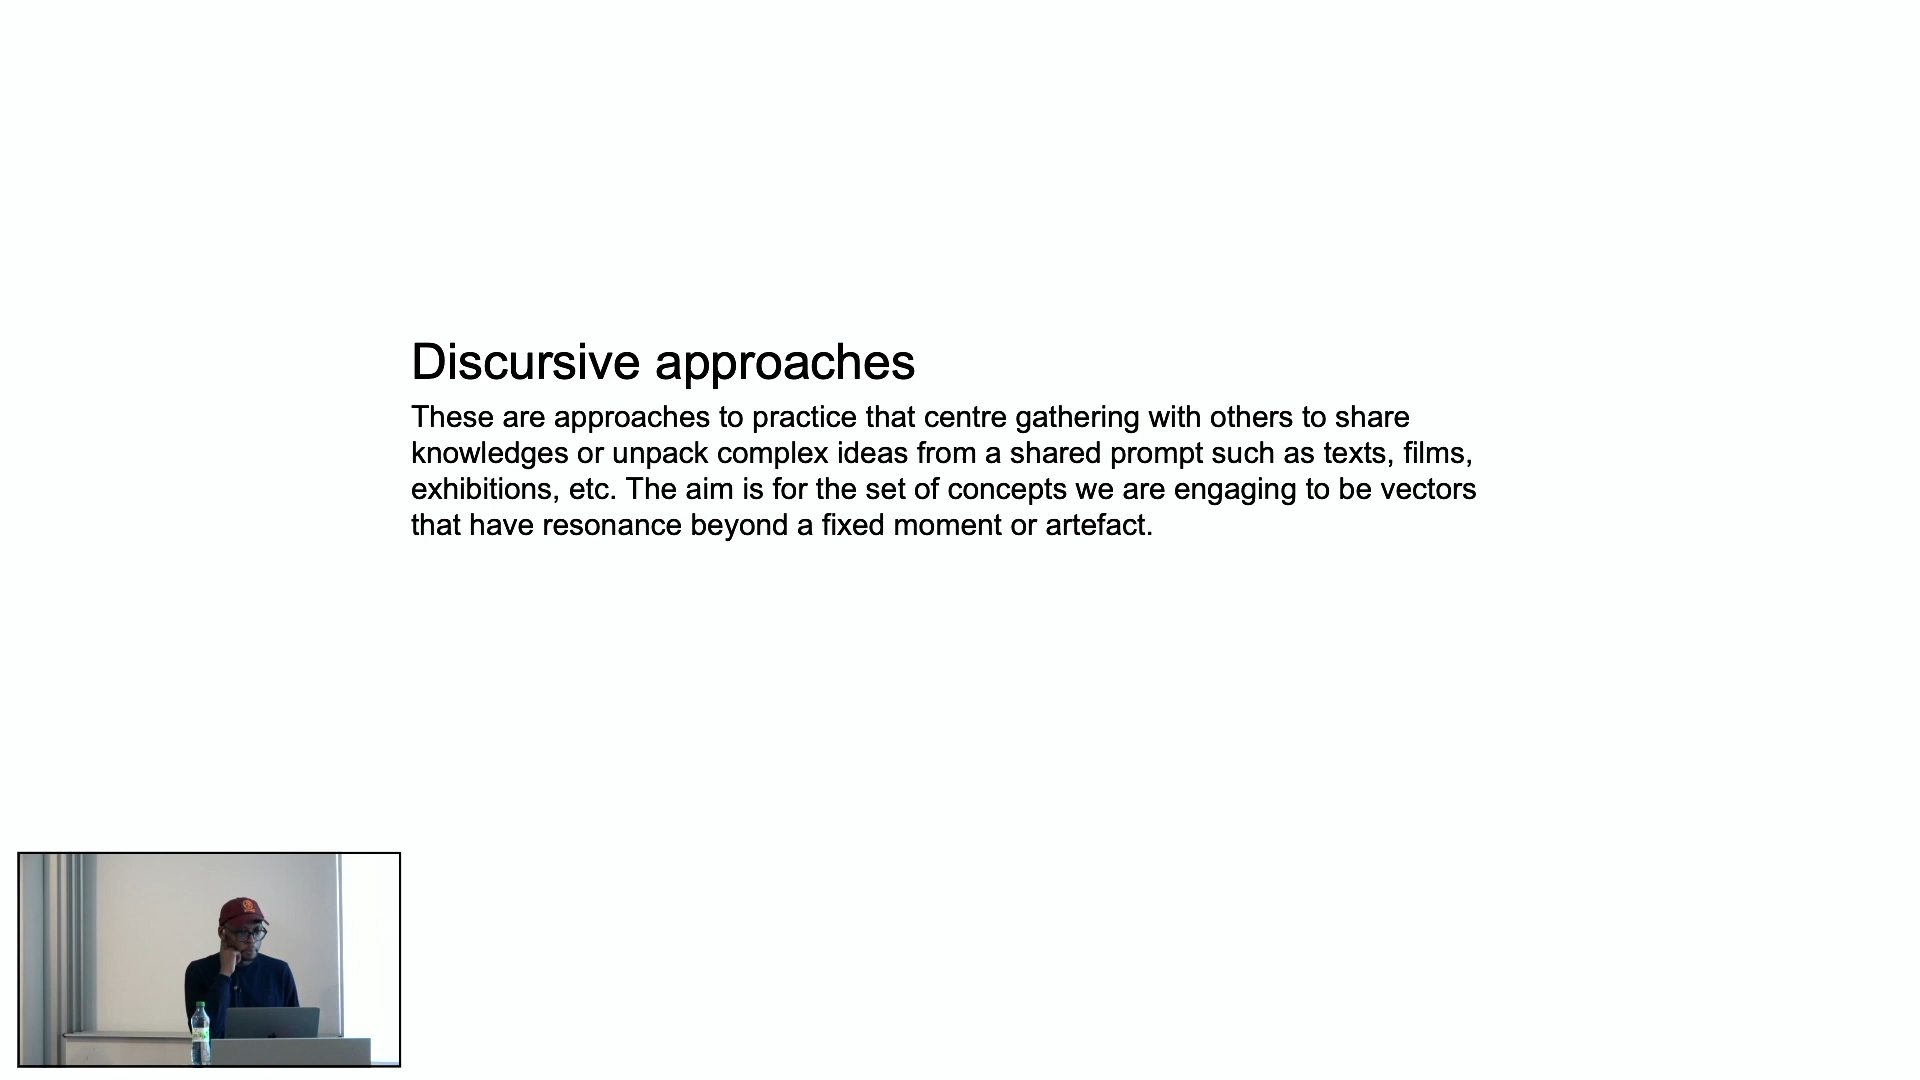 Discursive approaches
These are approaches to practice that centre gathering with others to share
knowledges or unpack complex ideas from a shared prompt such as texts, films,
exhibitions, etc. The aim is for the set of concepts we are engaging to be vectors
that have resonance beyond a fixed moment or artefact.